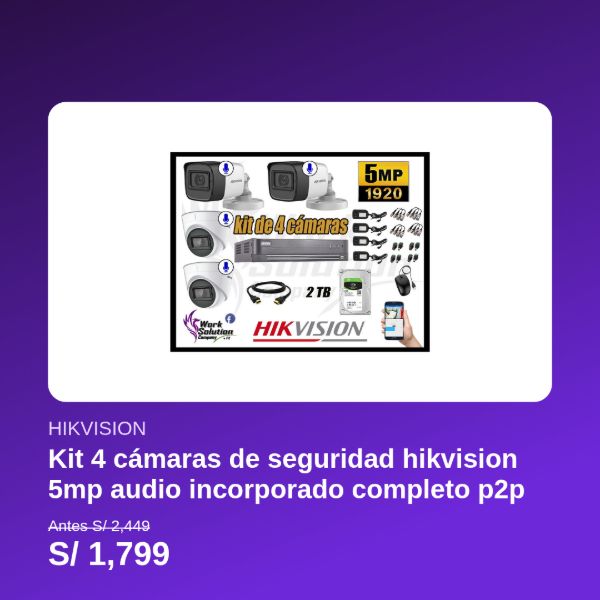 5MP
1920
kit de 4 cámaras
2 TB
Work
Solution
Company
HIKVISION
HIKVISION
Kit 4 cámaras de seguridad hikvision
5mp audio incorporado completo p2p
Antes S/ 2,449
S/ 1,799